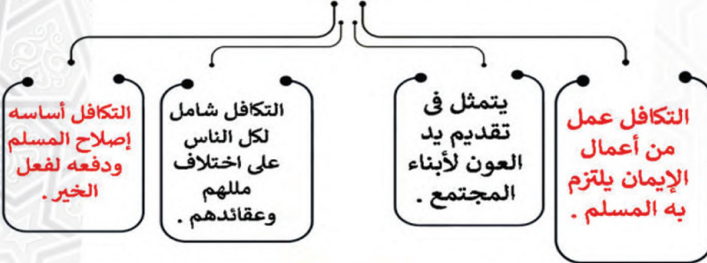 التكافل عمل
من أعمال
الإيمان يلتزم
به المسلم .
يتمثل فى
تقديم يد
العون لأبناء
المجتمع .
التكافل شامل
لكل الناس
على اختلاف
مللهم
وعقائدهم .
التكافل أساسه
إصلاح المسلم
ودفعه لفعل
الخير .